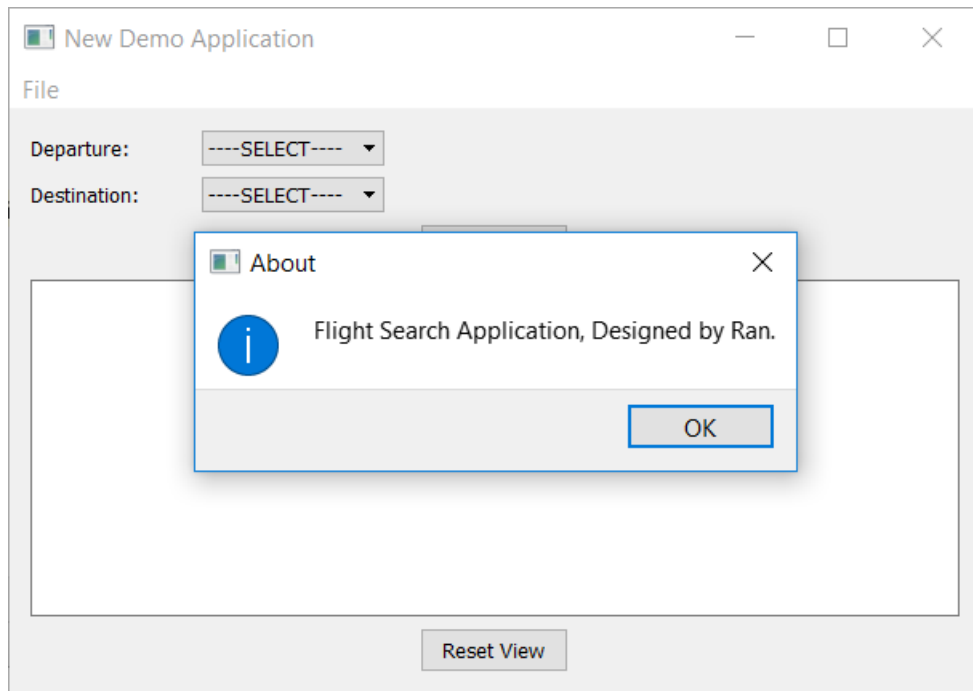 New Demo Application
File
Departure: ----SELECT----
Destination: ----SELECT----
About
Flight Search Application, Designed by Ran.
OK
Reset View